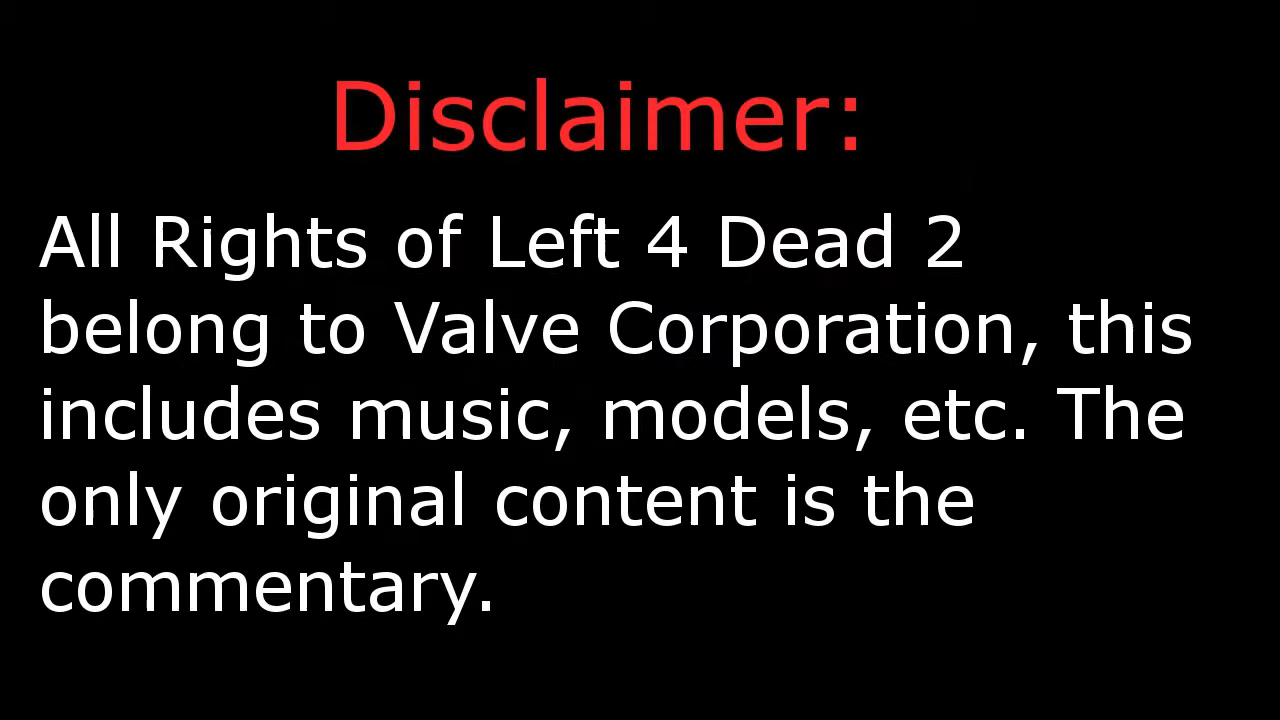 Disclaimer:
All Rights of Left 4 Dead 2
belong to Valve Corporation, this
includes music, models, etc. The
only original content is the
commentary.